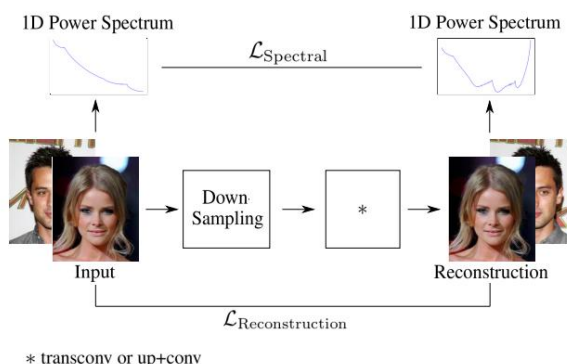 1D Power Spectrum
1D Power Spectrum
ℒSpectral
Down
Sampling
*
Input
Reconstruction
ℒReconstruction
* transconv or up+conv